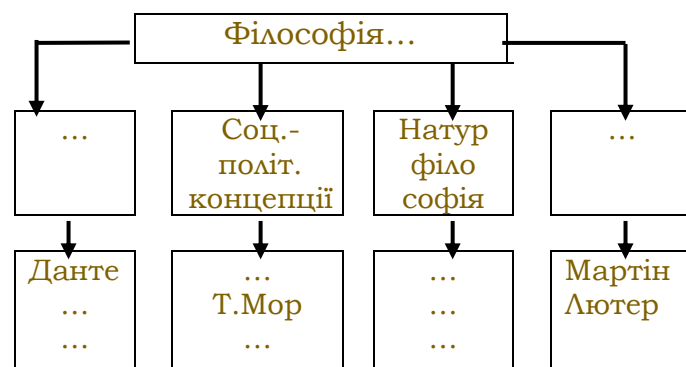 Філософія…
…
Соц.-
політ.
концепції
Натур
філо
софія
…
Данте
…
…
…
Т.Мор
…
…
…
…
Мартін
Лютер